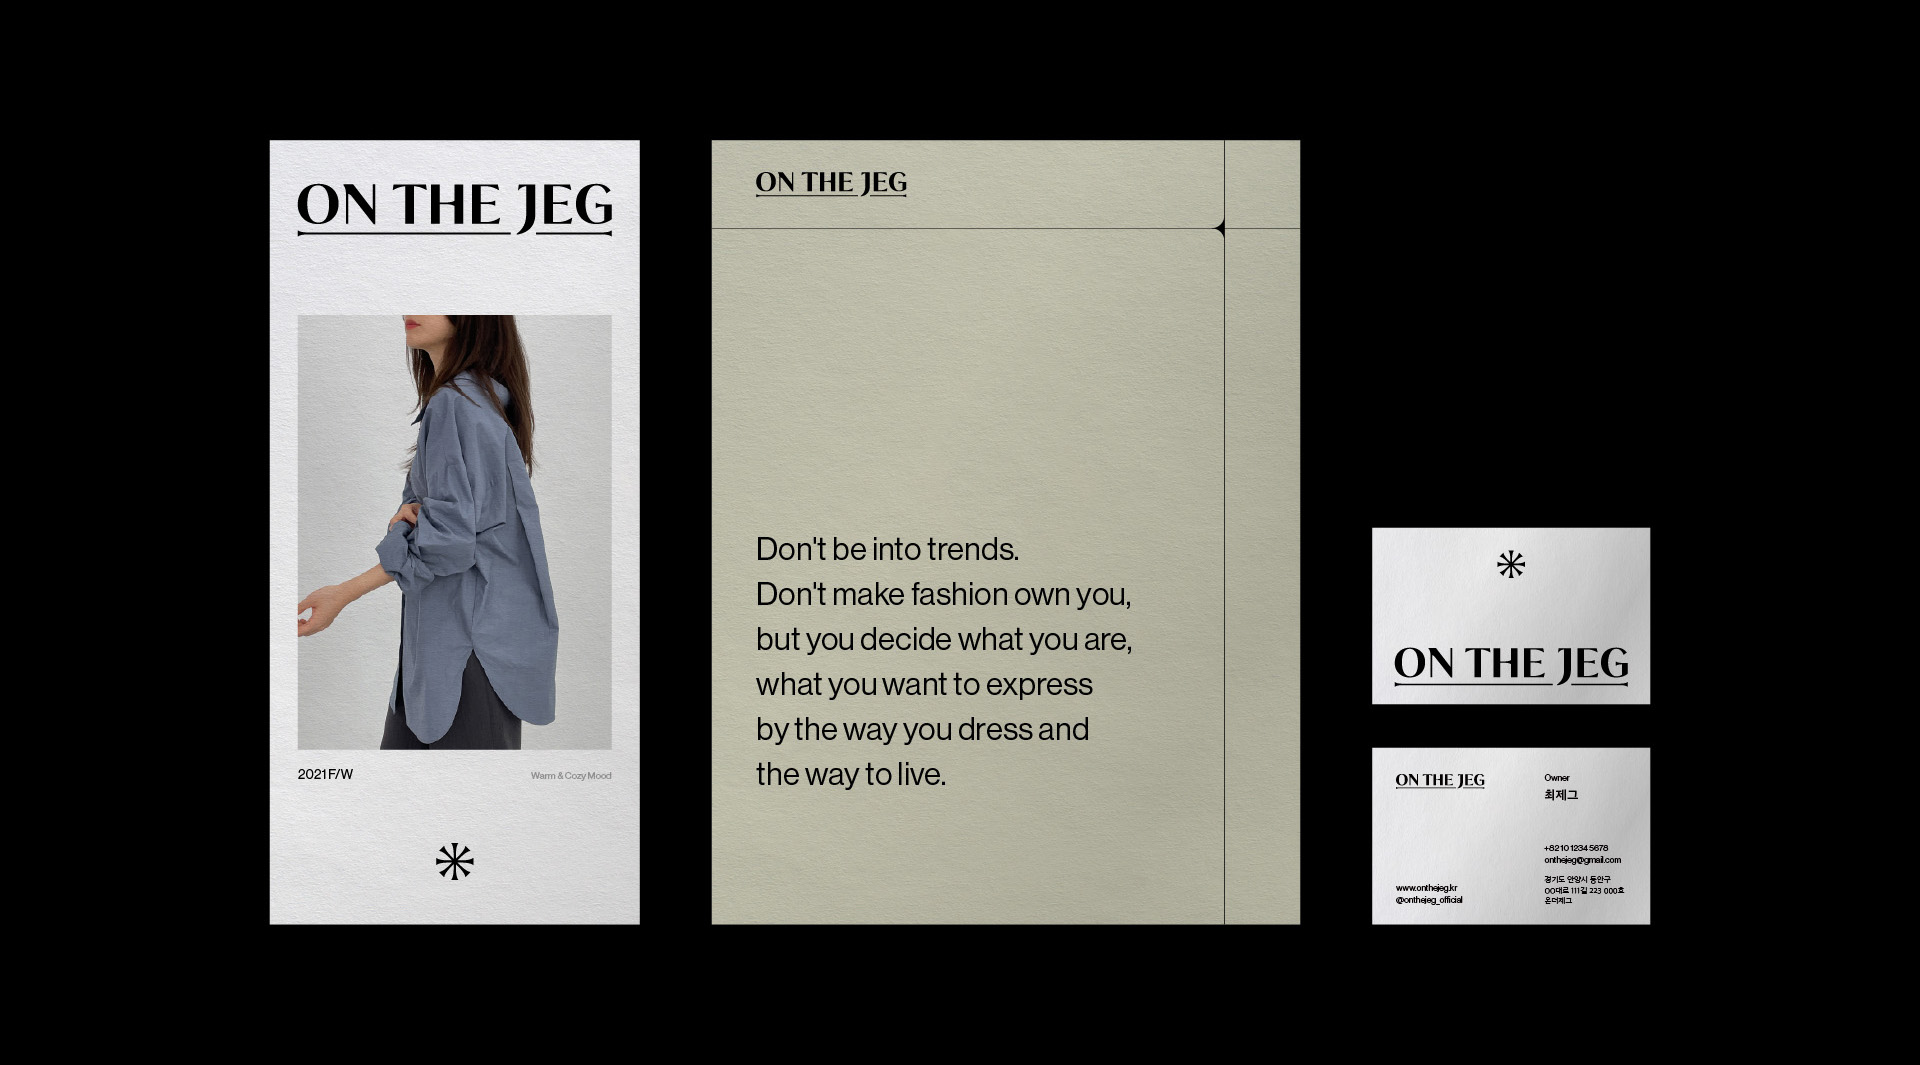 ON THE JEG
2021 F/W
Warm & Cozy Mood
ON THE JEG
Don't be into trends.
Don't make fashion own you,
but you decide what you are,
what you want to express
by the way you dress and
the way to live.
ON THE JEG
ON THE JEG
Owner
최제그
+82 10 1234 5678
onthejeg@gmail.com
www.onthejeg.kr
@onthejeg_official
경기도 안양시 동안구
OO대로 111길 223 000호
온더제그